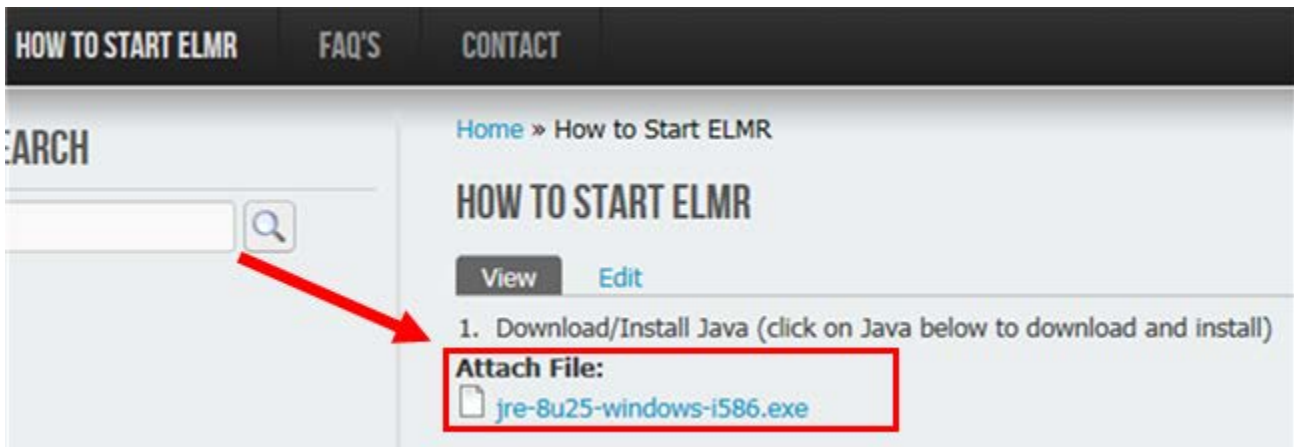 HOW TO START ELMR FAQ'S CONTACT
EARCH
Home » How to Start ELMR
HOW TO START ELMR
View Edit
1. Download/Install Java (click on Java below to download and install)
Attach File:
jre-8u25-windows-i586.exe